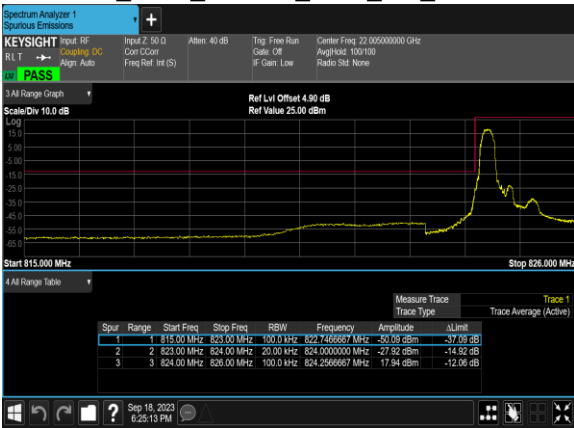 Spectrum Analyzer 1
Spurious Emissions
KEYSIGHT Input: RF Input Z: 50 Ω Atten: 40 dB Trig: Free Run Center Freq: 22.005000000 GHz
RLT Coupling: DC Corr CCorr Gate: Off Avg|Hold: 100/100
Align: Auto Freq Ref: Int (S) IF Gain: Low Radio Std: None
PASS
3 All Range Graph
Ref Lvl Offset 4.90 dB
Scale/Div 10.0 dB Ref Value 25.00 dBm
Log
15.0
5.00
-5.00
-15.0
-25.0
-35.0
-45.0
-55.0
-65.0
Start 815.000 MHz Stop 826.000 MHz
4 All Range Table
Measure Trace Trace 1
Trace Type Trace Average (Active)
Spur Range Start Freq Stop Freq RBW Frequency Amplitude ΔLimit
1 1 815.00 MHz 823.00 MHz 100.0 kHz 822.7466667 MHz -50.09 dBm -37.09 dB
2 2 823.00 MHz 824.00 MHz 20.00 kHz 824.0000000 MHz -27.92 dBm -14.92 dB
3 3 824.00 MHz 826.00 MHz 100.0 kHz 824.2566667 MHz 17.94 dBm -12.06 dB
Sep 18, 2023
6:25:13 PM